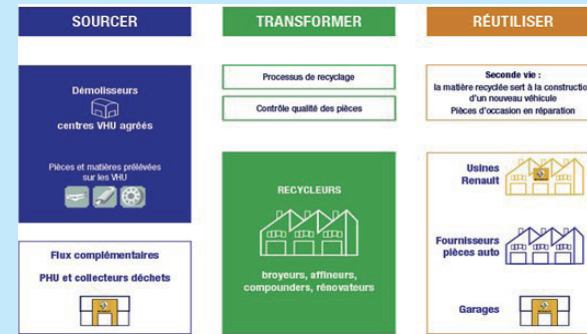 SOURCER
TRANSFORMER
RÉUTILISER
Démolisseurs
centres VHU agréés
Pièces et matières prélèvées
sur les VHU
Flux complémentaires
PHU et collecteurs déchets
Processus de recyclage
Contrôle qualité des pièces
RECYCLEURS
broyeurs, affineurs,
compounders, rénovateurs
Seconde vie :
la matière recyclée sert à la constructio
d'un nouveau véhicule
Pièces d'occasion en réparation
Usines
Renault
Fournisseurs
pièces auto
Garages